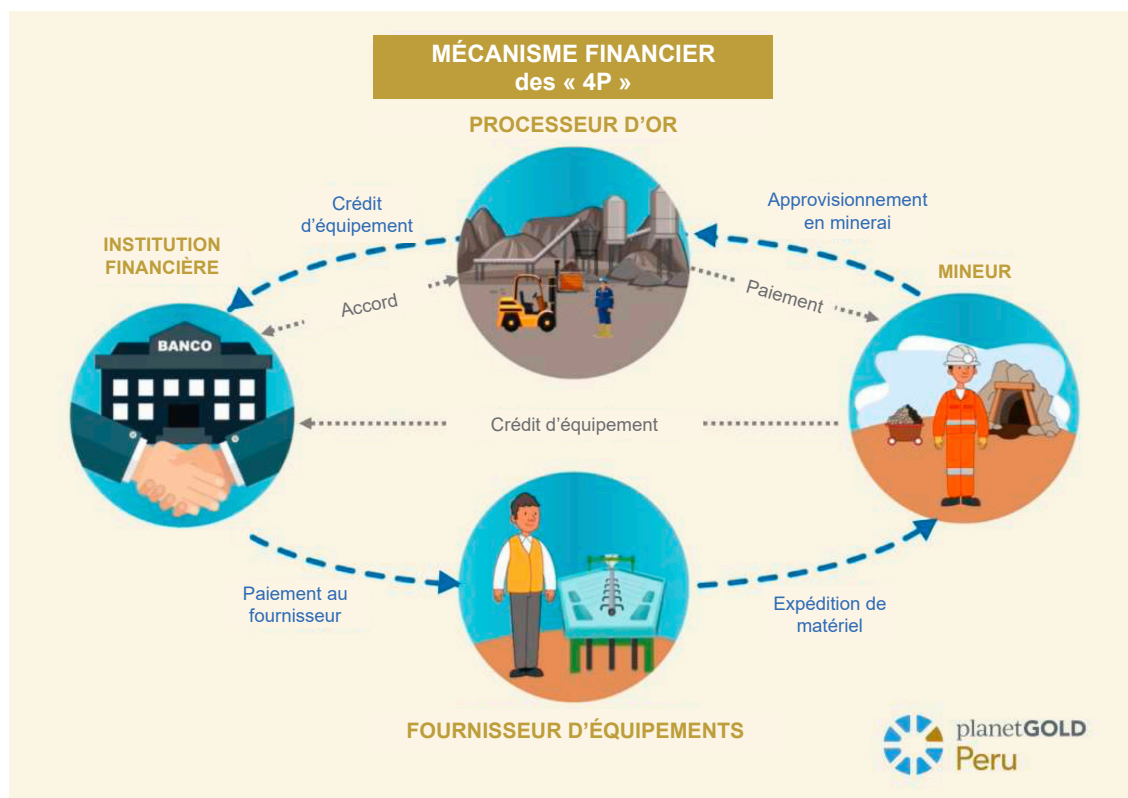 MÉCANISME FINANCIER
des « 4P »
PROCESSEUR D’OR
Crédit
d’équipement
Approvisionnement
en minerai
INSTITUTION
FINANCIÈRE
MINEUR
Accord
Paiement
BANCO
Crédit d’équipement
Paiement au
fournisseur
Expédition de
matériel
FOURNISSEUR D’ÉQUIPEMENTS
planetGOLD
Peru